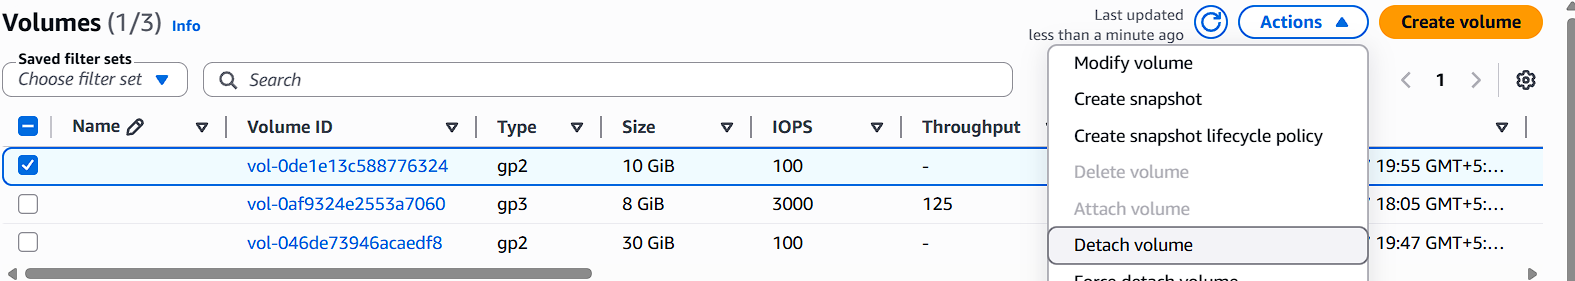 Volumes (1/3) Info
Last updated
less than a minute ago
Actions
Create volume
Saved filter sets
Choose filter set
Search
1
Modify volume
Create snapshot
Create snapshot lifecycle policy
Delete volume
Attach volume
Detach volume
Force detach volume
Name Volume ID Type Size IOPS Throughput
vol-0de1e13c588776324 gp2 10 GiB 100 - 19:55 GMT+5:...
vol-0af9324e2553a7060 gp3 8 GiB 3000 125 18:05 GMT+5:...
vol-046de73946acaedf8 gp2 30 GiB 100 - 19:47 GMT+5:...